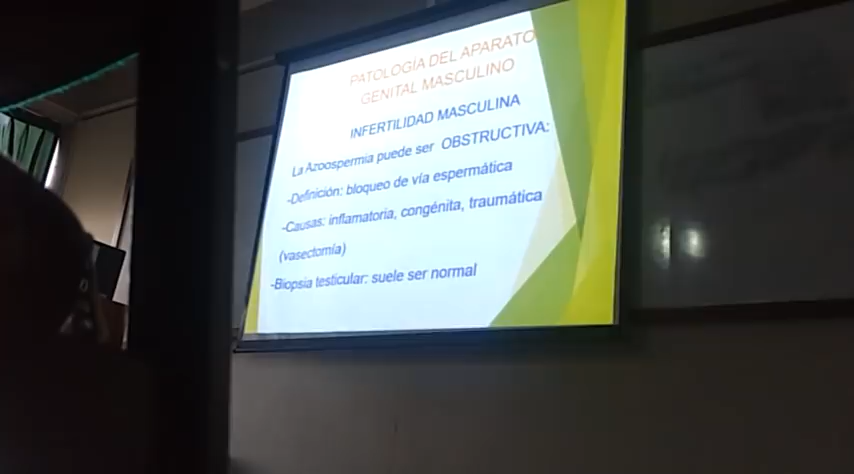 PATOLOGÍA DEL APARATO
GENITAL MASCULINO
INFERTILIDAD MASCULINA
La Azoospermia puede ser OBSTRUCTIVA:
-Definición: bloqueo de vía espermática
-Causas: inflamatoria, congénita, traumática
(vasectomía)
-Biopsia testicular: suele ser normal